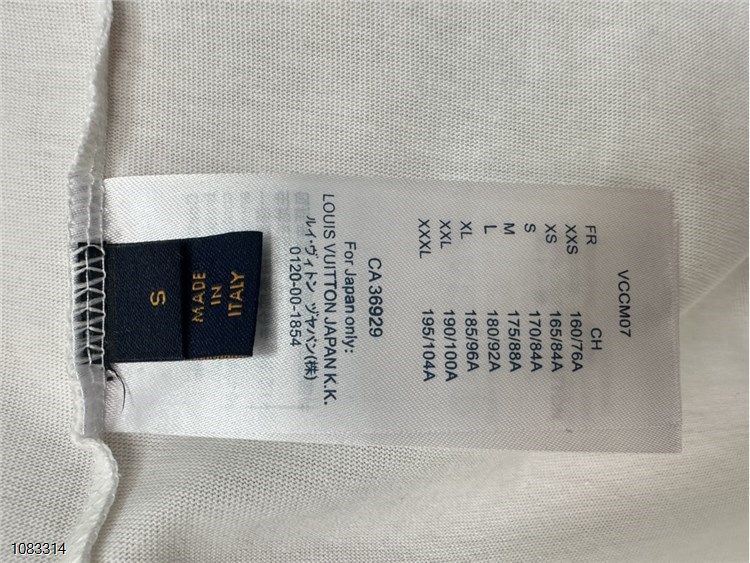 VCCM07
FR CH
XXS 160/76A
XS 165/84A
S 170/84A
M 175/88A
L 180/92A
XL 185/96A
XXL 190/100A
XXXL 195/104A
CA36929
For Japan only:
LOUIS VUITTON JAPAN K.K.
ルイ・ヴィトン ジャパン(株)
0120-00-1854
S
MADE
IN
ITALY
1083314